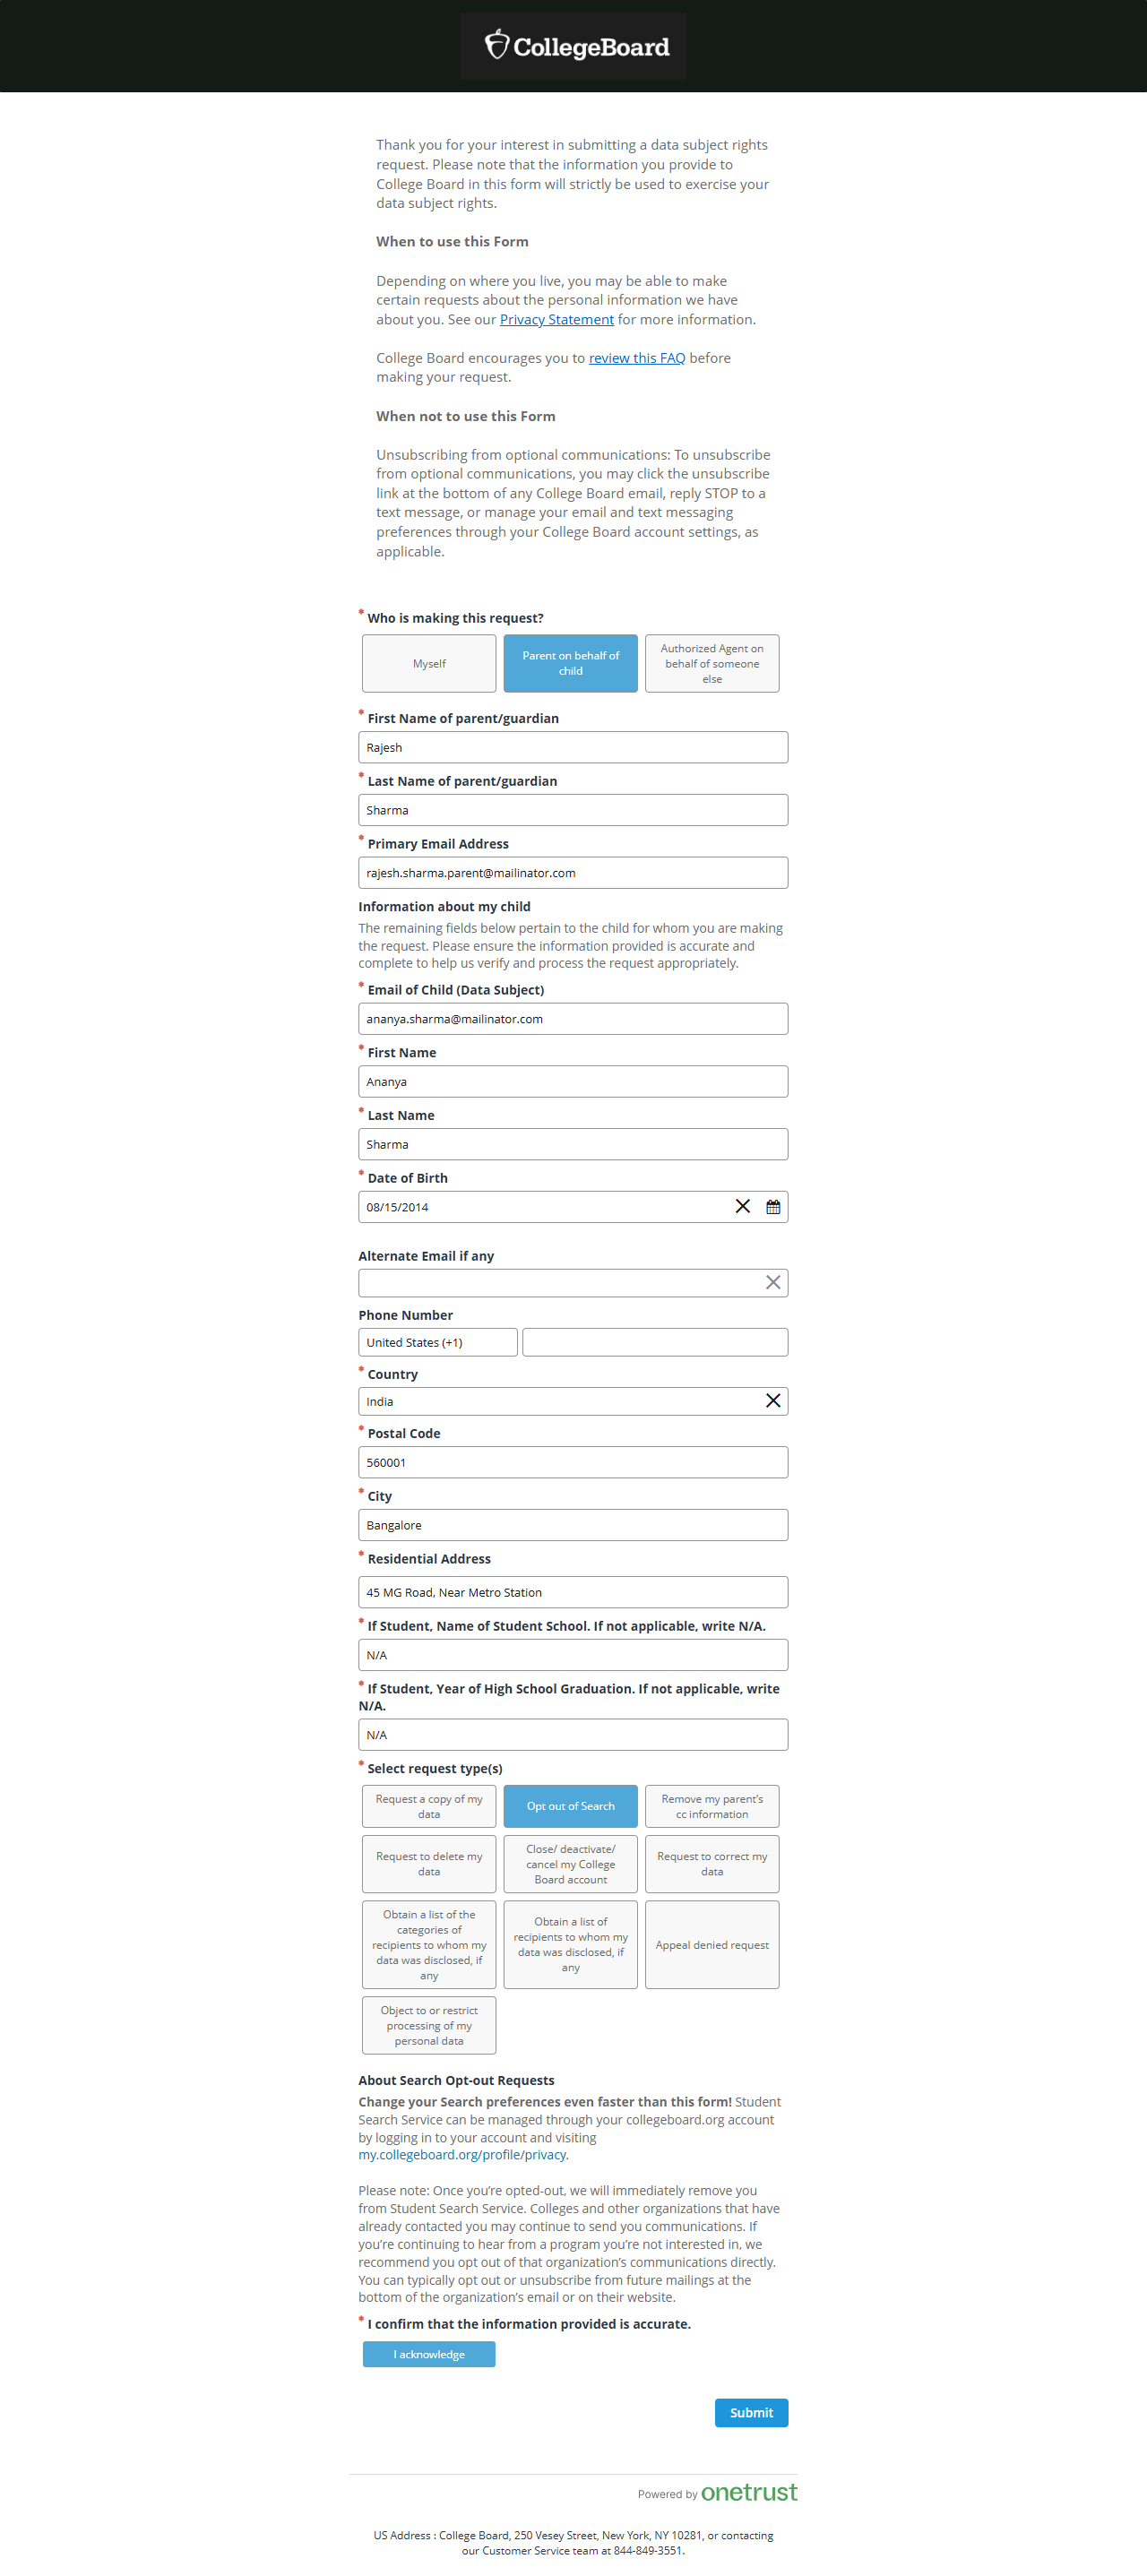 CollegeBoard
Thank you for your interest in submitting a data subject rights
request. Please note that the information you provide to
College Board in this form will strictly be used to exercise your
data subject rights.
When to use this Form
Depending on where you live, you may be able to make
certain requests about the personal information we have
about you. See our Privacy Statement for more information.
College Board encourages you to review this FAQ before
making your request.
When not to use this Form
Unsubscribing from optional communications: To unsubscribe
from optional communications, you may click the unsubscribe
link at the bottom of any College Board email, reply STOP to a
text message, or manage your email and text messaging
preferences through your College Board account settings, as
applicable.
* Who is making this request?
Myself
Parent on behalf of
child
Authorized Agent on
behalf of someone
else
* First Name of parent/guardian
Rajesh
* Last Name of parent/guardian
Sharma
* Primary Email Address
rajesh.sharma.parent@mailinator.com
Information about my child
The remaining fields below pertain to the child for whom you are making
the request. Please ensure the information provided is accurate and
complete to help us verify and process the request appropriately.
* Email of Child (Data Subject)
ananya.sharma@mailinator.com
* First Name
Ananya
* Last Name
Sharma
* Date of Birth
08/15/2014
Alternate Email if any
Phone Number
United States (+1)
* Country
India
* Postal Code
560001
* City
Bangalore
* Residential Address
45 MG Road, Near Metro Station
* If Student, Name of Student School. If not applicable, write N/A.
N/A
* If Student, Year of High School Graduation. If not applicable, write
N/A.
N/A
* Select request type(s)
Request a copy of my
data
Opt out of Search
Remove my parent's
cc information
Request to delete my
data
Close/ deactivate/
cancel my College
Board account
Request to correct my
data
Obtain a list of the
categories of
recipients to whom my
data was disclosed, if
any
Obtain a list of
recipients to whom my
data was disclosed, if
any
Appeal denied request
Object to or restrict
processing of my
personal data
About Search Opt-out Requests
Change your Search preferences even faster than this form! Student
Search Service can be managed through your collegeboard.org account
by logging in to your account and visiting
my.collegeboard.org/profile/privacy.
Please note: Once you're opted-out, we will immediately remove you
from Student Search Service. Colleges and other organizations that have
already contacted you may continue to send you communications. If
you're continuing to hear from a program you're not interested in, we
recommend you opt out of that organization's communications directly.
You can typically opt out or unsubscribe from future mailings at the
bottom of the organization's email or on their website.
* I confirm that the information provided is accurate.
I acknowledge
Submit
Powered by onetrust
US Address : College Board, 250 Vesey Street, New York, NY 10281, or contacting
our Customer Service team at 844-849-3551.